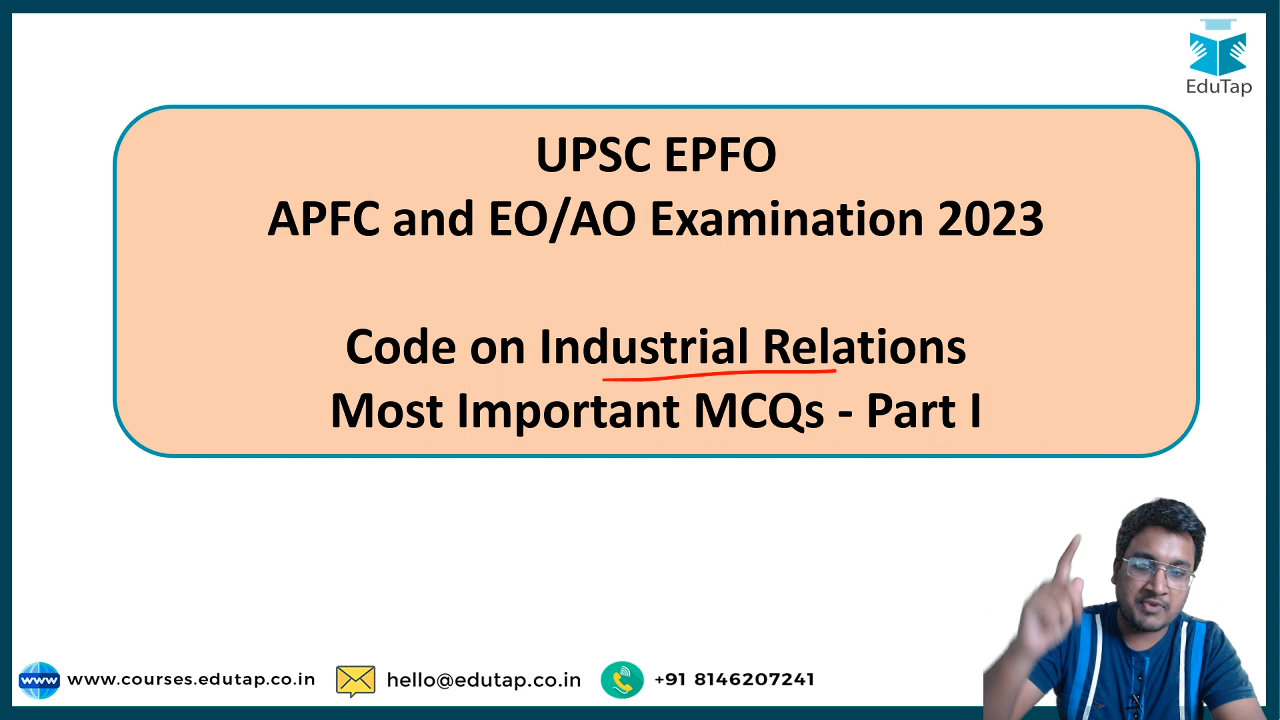 EduTap
UPSC EPFO
APFC and EO/AO Examination 2023
Code on Industrial Relations
Most Important MCQs - Part I
www www.courses.edutap.co.in hello@edutap.co.in +91 8146207241